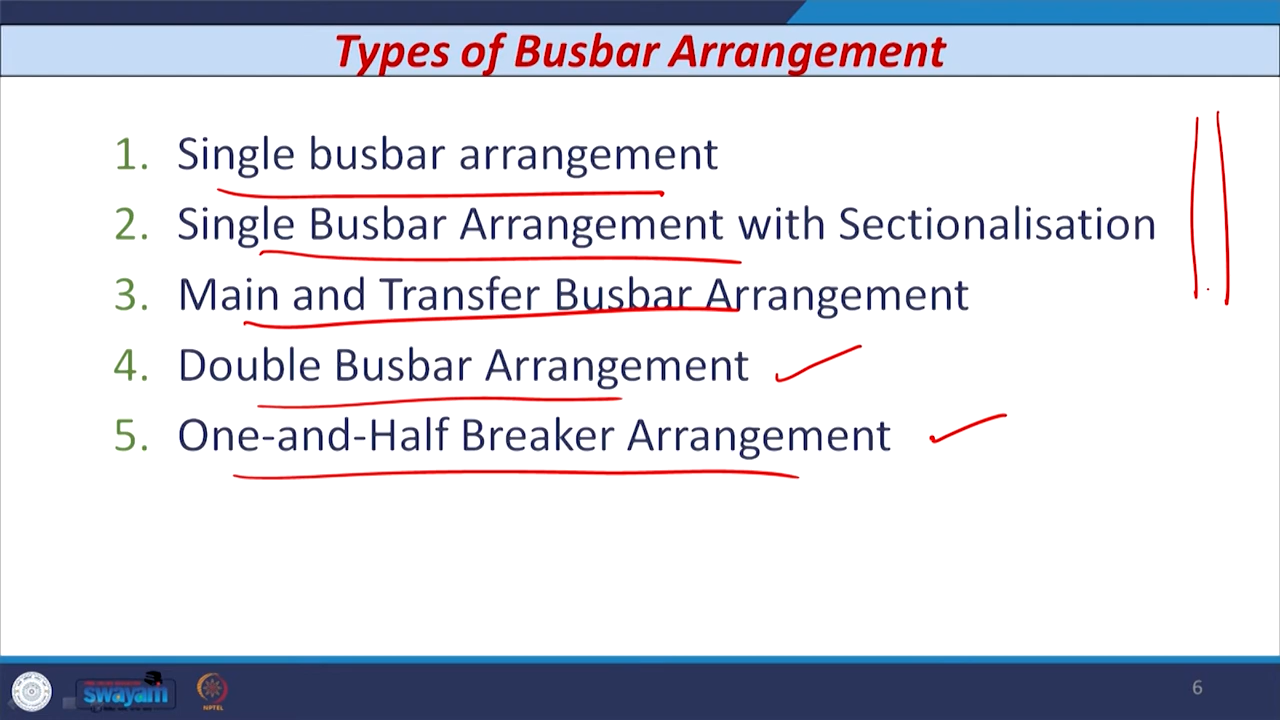 Types of Busbar Arrangement
1. Single busbar arrangement
2. Single Busbar Arrangement with Sectionalisation
3. Main and Transfer Busbar Arrangement
4. Double Busbar Arrangement
5. One-and-Half Breaker Arrangement
swayam
NPTEL
6